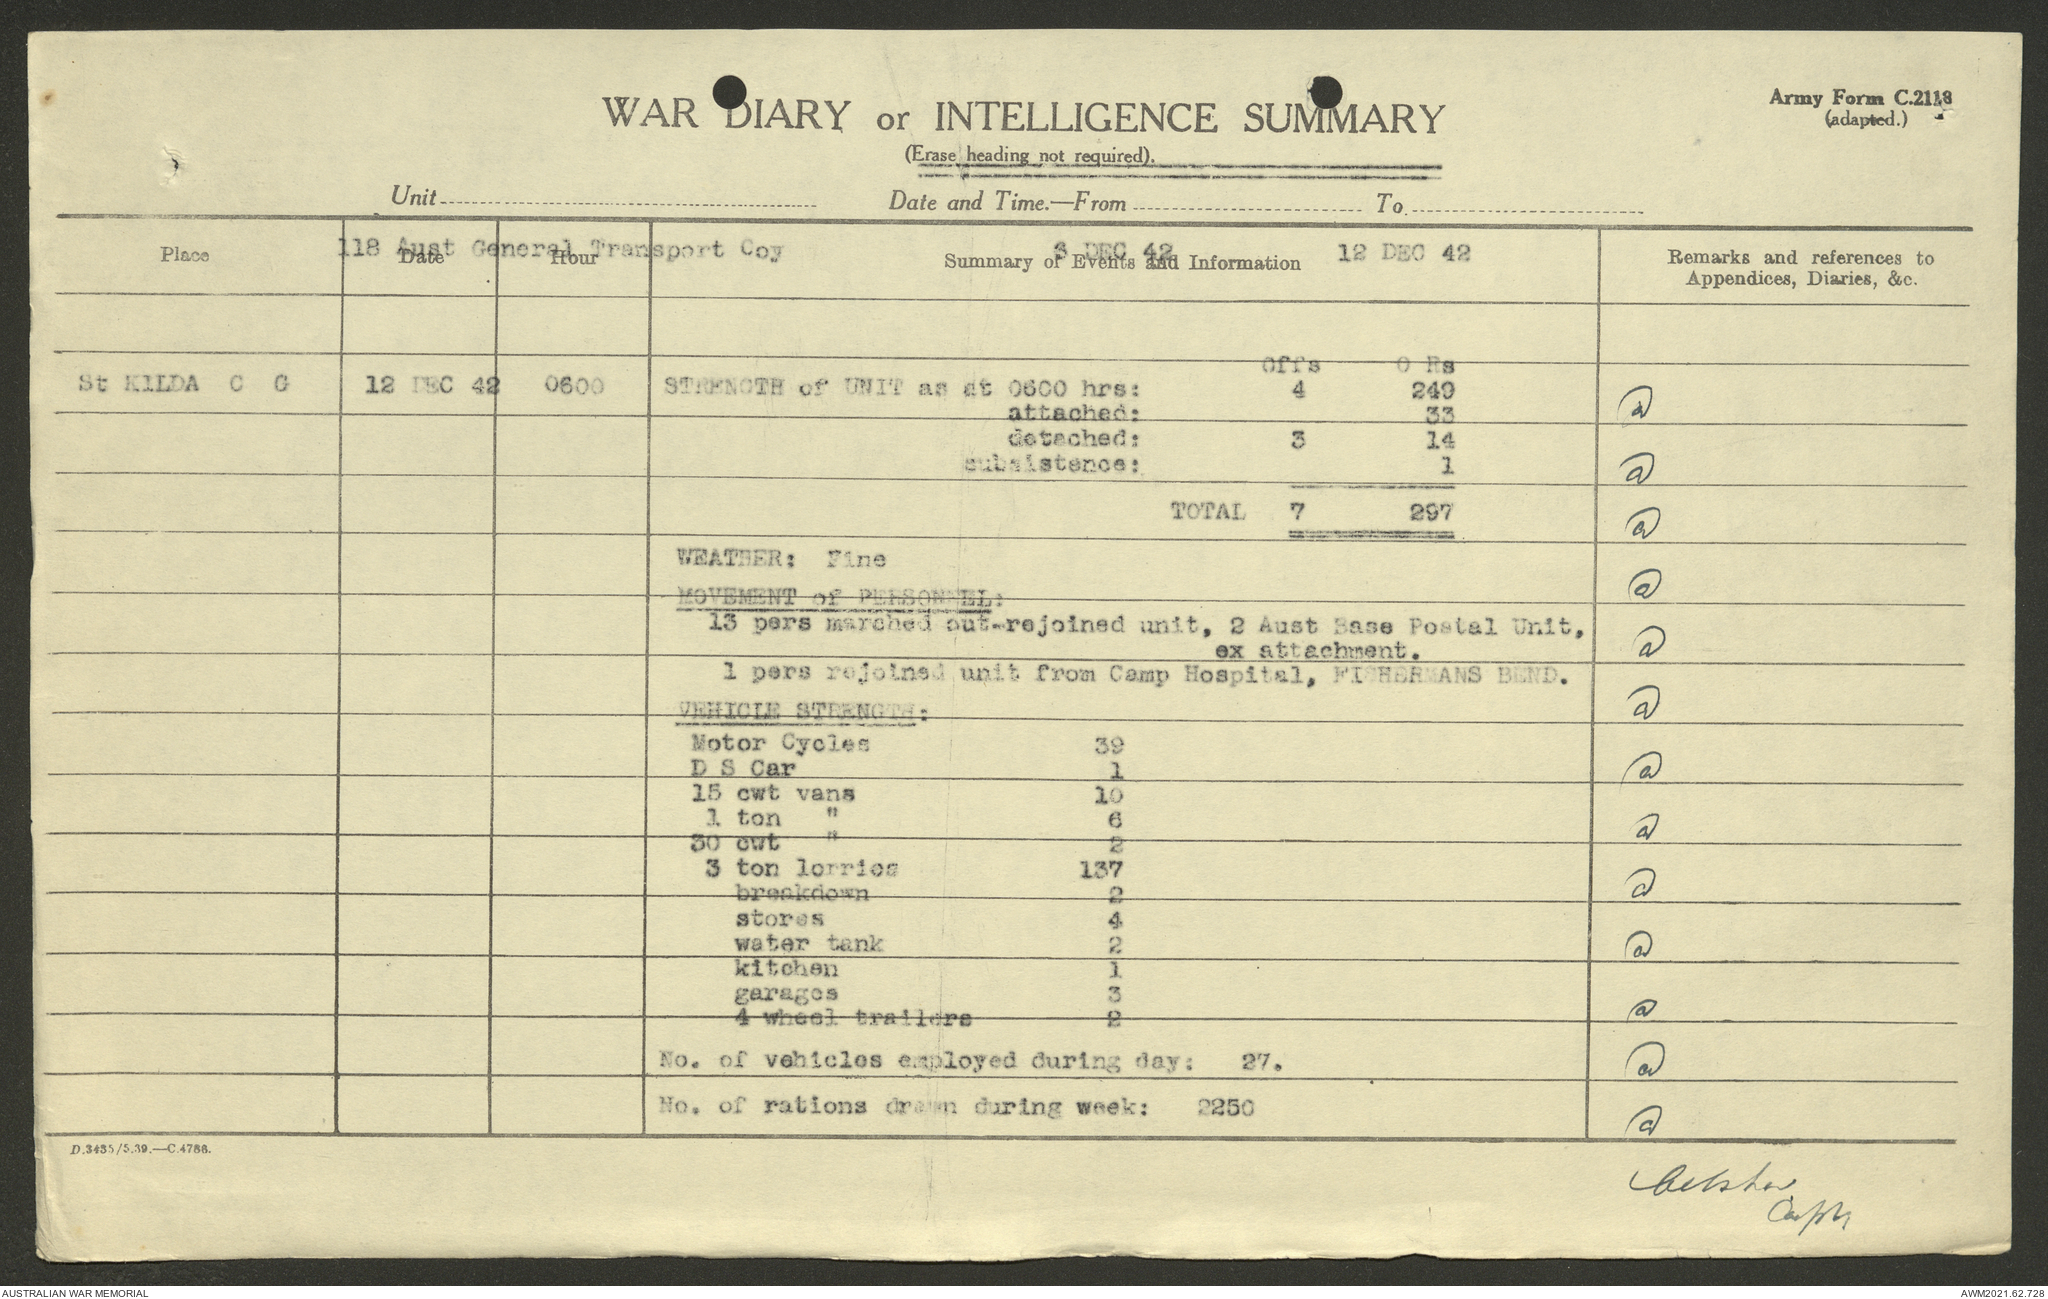 WAR DIARY or INTELLIGENCE SUMMARY
Army Form C.2118
(adapted.)
(Erase heading not required).
Unit
Date and Time.—From
To
118 Aust General Transport Coy
6 DEC 42
12 DEC 42
Place
Date
Hour
Summary of Events and Information
Remarks and references to
Appendices, Diaries, &c.
Offs O Rs
St KILDA C G 12 DEC 42 0600 STRENGTH of UNIT as at 0600 hrs: 4 249
attached: 33
detached: 3 14
subsistence: 1
TOTAL 7 297
WEATHER: Fine
MOVEMENT of PERSONNEL:
13 pers marched out-rejoined unit, 2 Aust Base Postal Unit,
ex attachment.
1 pers rejoined unit from Camp Hospital, FISHERMANS BEND.
VEHICLE STRENGTH:
Motor Cycles 39
D S Car 1
15 cwt vans 10
1 ton " 6
30 cwt " 2
3 ton lorries 137
breakdown 2
stores 4
water tank 2
kitchen 1
garages 3
4 wheel trailers 2
No. of vehicles employed during day: 27.
No. of rations drawn during week: 2250
D.3435/5.39.—C.4788.
Capt
AUSTRALIAN WAR MEMORIAL
AWM2021.62.728